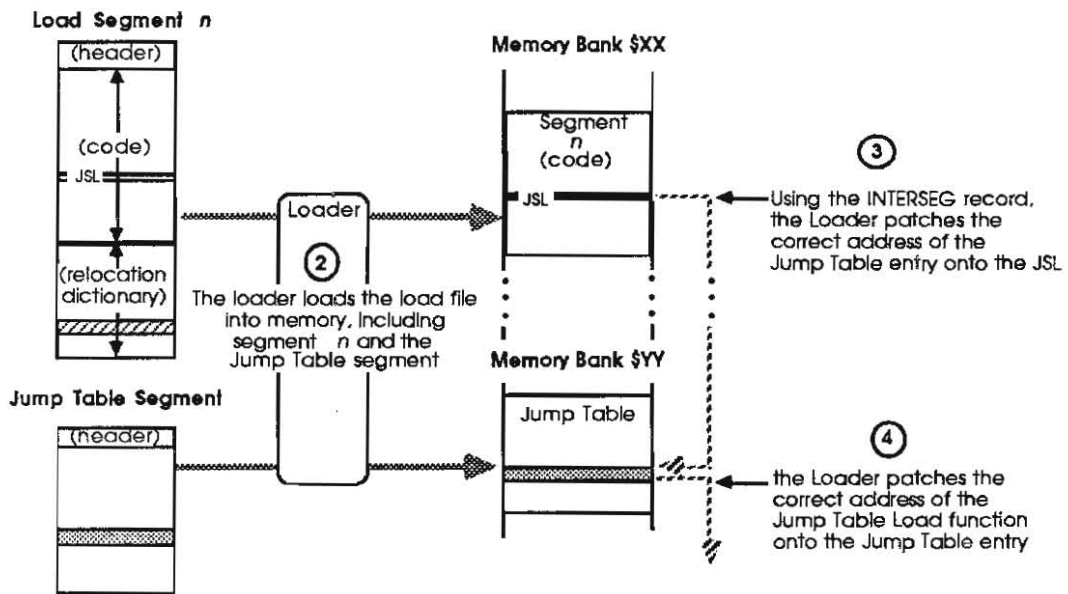 Load Segment n
(header)
(code)
JSL
(relocation
dictionary)
Jump Table Segment
(header)
Loader
2
The loader loads the load file
into memory, including
segment n and the
Jump Table segment
Memory Bank $XX
Segment
n
(code)
JSL
Memory Bank $YY
Jump Table
3
Using the INTERSEG record,
the Loader patches the
correct address of the
Jump Table entry onto the JSL
4
the Loader patches the
correct address of the
Jump Table Load function
onto the Jump Table entry